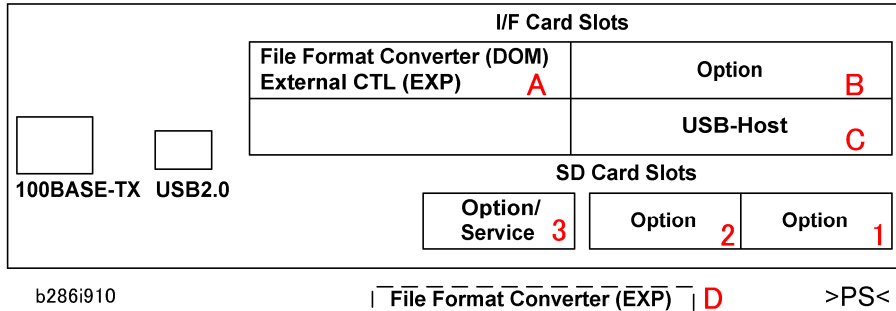 I/F Card Slots
File Format Converter (DOM)
External CTL (EXP) A
Option B
USB-Host C
100BASE-TX USB2.0
SD Card Slots
Option/
Service 3
Option 2
Option 1
b286i910
File Format Converter (EXP) D
>PS<